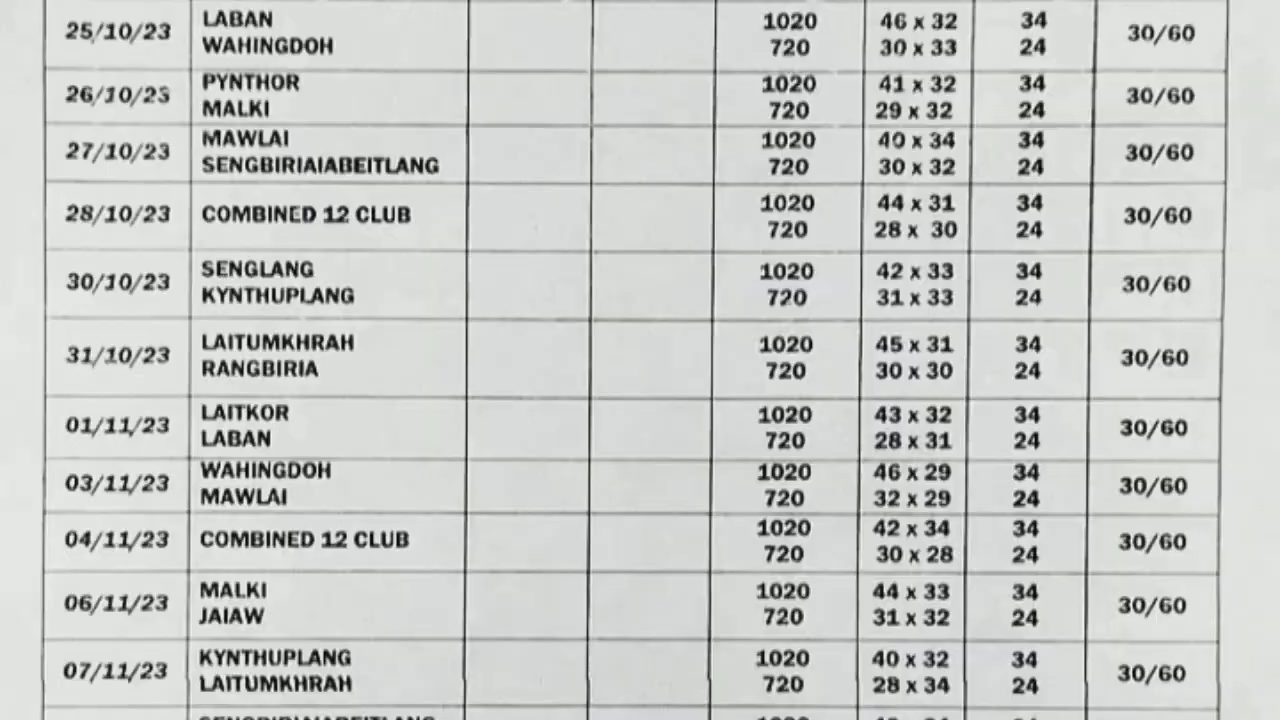 25/10/23 LABAN 1020 46 x 32 34 30/60
WAHINGDOH 720 30 x 33 24
26/10/23 PYNTHOR 1020 41 x 32 34 30/60
MALKI 720 29 x 32 24
27/10/23 MAWLAI 1020 40 x 34 34 30/60
SENGBIRIAIABEITLANG 720 30 x 32 24
28/10/23 COMBINED 12 CLUB 1020 44 x 31 34 30/60
720 28 x 30 24
30/10/23 SENGLANG 1020 42 x 33 34 30/60
KYNTHUPLANG 720 31 x 33 24
31/10/23 LAITUMKHRAH 1020 45 x 31 34 30/60
RANGBIRIA 720 30 x 30 24
01/11/23 LAITKOR 1020 43 x 32 34 30/60
LABAN 720 28 x 31 24
03/11/23 WAHINGDOH 1020 46 x 29 34 30/60
MAWLAI 720 32 x 29 24
04/11/23 COMBINED 12 CLUB 1020 42 x 34 34 30/60
720 30 x 28 24
06/11/23 MALKI 1020 44 x 33 34 30/60
JAIAW 720 31 x 32 24
07/11/23 KYNTHUPLANG 1020 40 x 32 34 30/60
LAITUMKHRAH 720 28 x 34 24